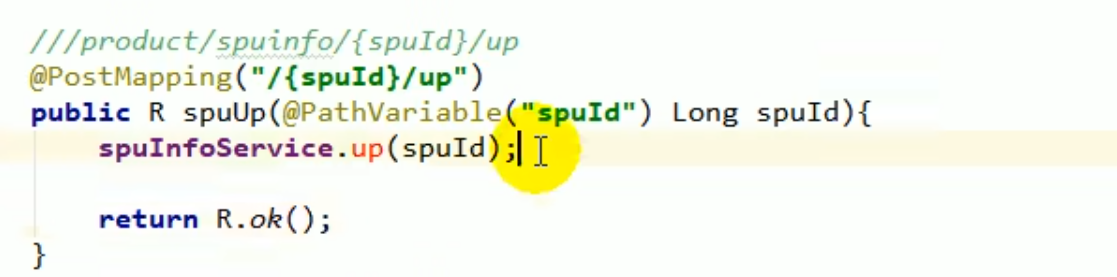 ///product/spuinfo/{spuId}/up
@PostMapping("/{spuId}/up")
public R spuUp(@PathVariable("spuId") Long spuId){
    spuInfoService.up(spuId);

    return R.ok();
}